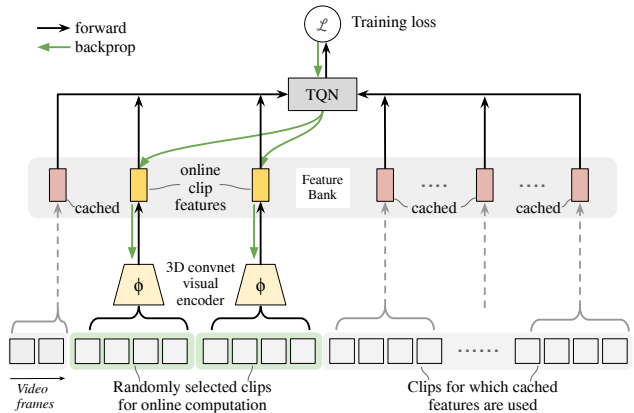 forward
backprop
ℒ
Training loss
TQN
online
clip
features
Feature
Bank
cached
....
....
cached
cached
3D convnet
visual
encoder
ϕ
ϕ
......
Video
frames
Randomly selected clips
for online computation
Clips for which cached
features are used